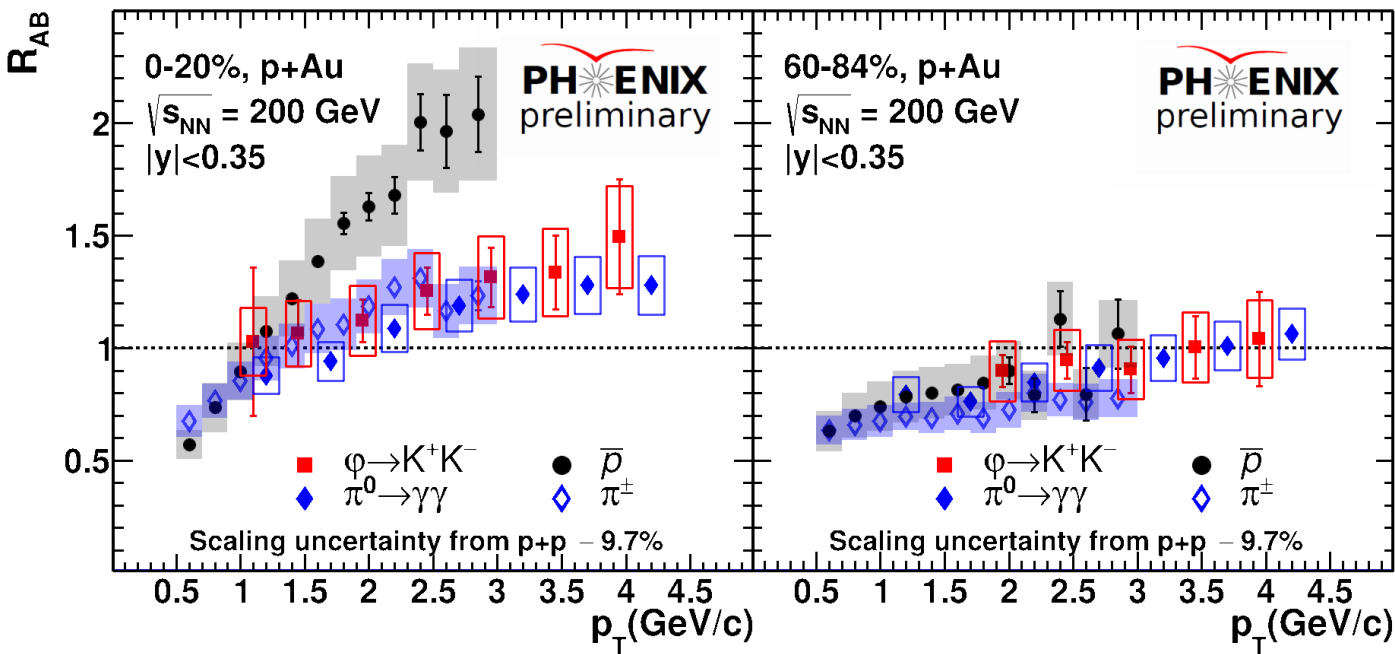 R_AB
0-20%, p+Au
√s_NN = 200 GeV
|y|<0.35
PHENIX
preliminary
2
1.5
1
0.5
φ→K⁺K⁻
p̅
π⁰→γγ
π±
Scaling uncertainty from p+p − 9.7%
0.5 1 1.5 2 2.5 3 3.5 4 4.5
p_T(GeV/c)
60-84%, p+Au
√s_NN = 200 GeV
|y|<0.35
PHENIX
preliminary
φ→K⁺K⁻
p̅
π⁰→γγ
π±
Scaling uncertainty from p+p − 9.7%
0.5 1 1.5 2 2.5 3 3.5 4 4.5
p_T(GeV/c)